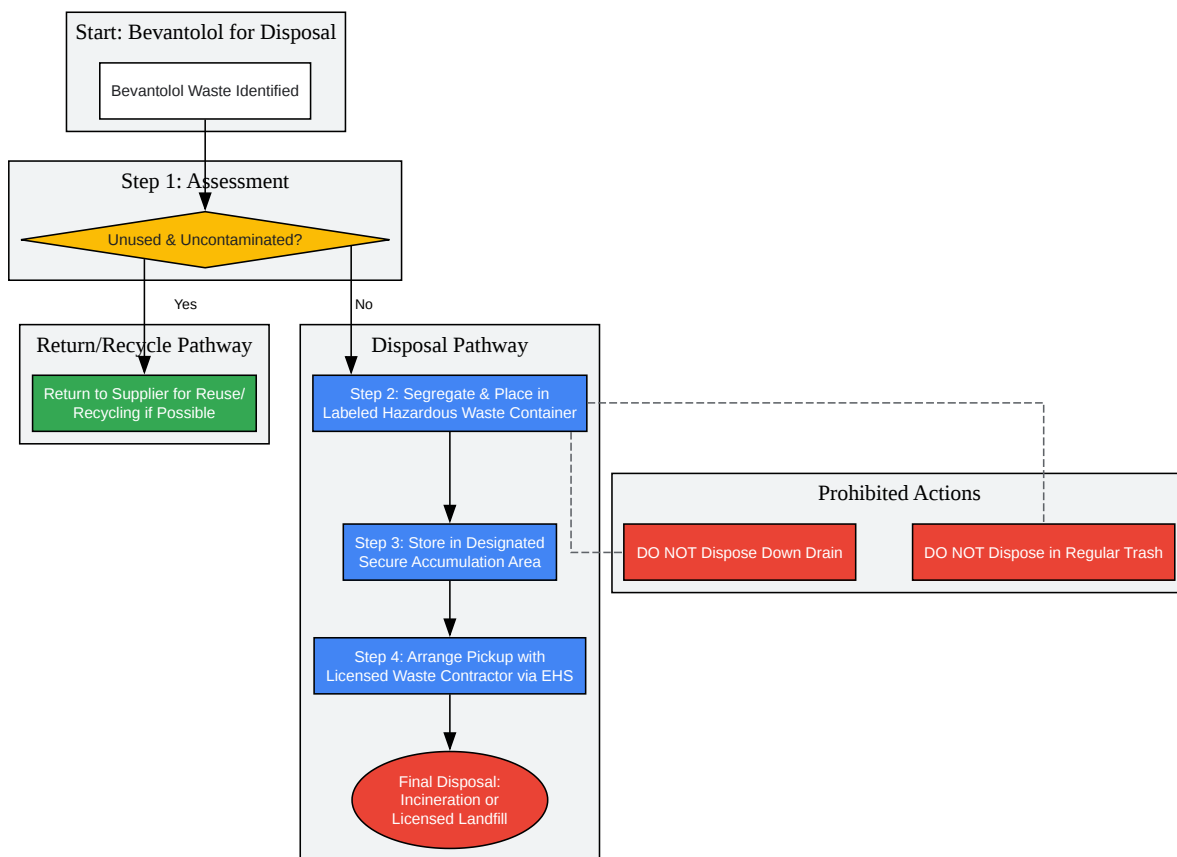 Start: Bevantolol for Disposal
Bevantolol Waste Identified
Step 1: Assessment
Unused & Uncontaminated?
Yes
No
Return/Recycle Pathway
Return to Supplier for Reuse/
Recycling if Possible
Disposal Pathway
Step 2: Segregate & Place in
Labeled Hazardous Waste Container
Prohibited Actions
DO NOT Dispose Down Drain
DO NOT Dispose in Regular Trash
Step 3: Store in Designated
Secure Accumulation Area
Step 4: Arrange Pickup with
Licensed Waste Contractor via EHS
Final Disposal:
Incineration or
Licensed Landfill